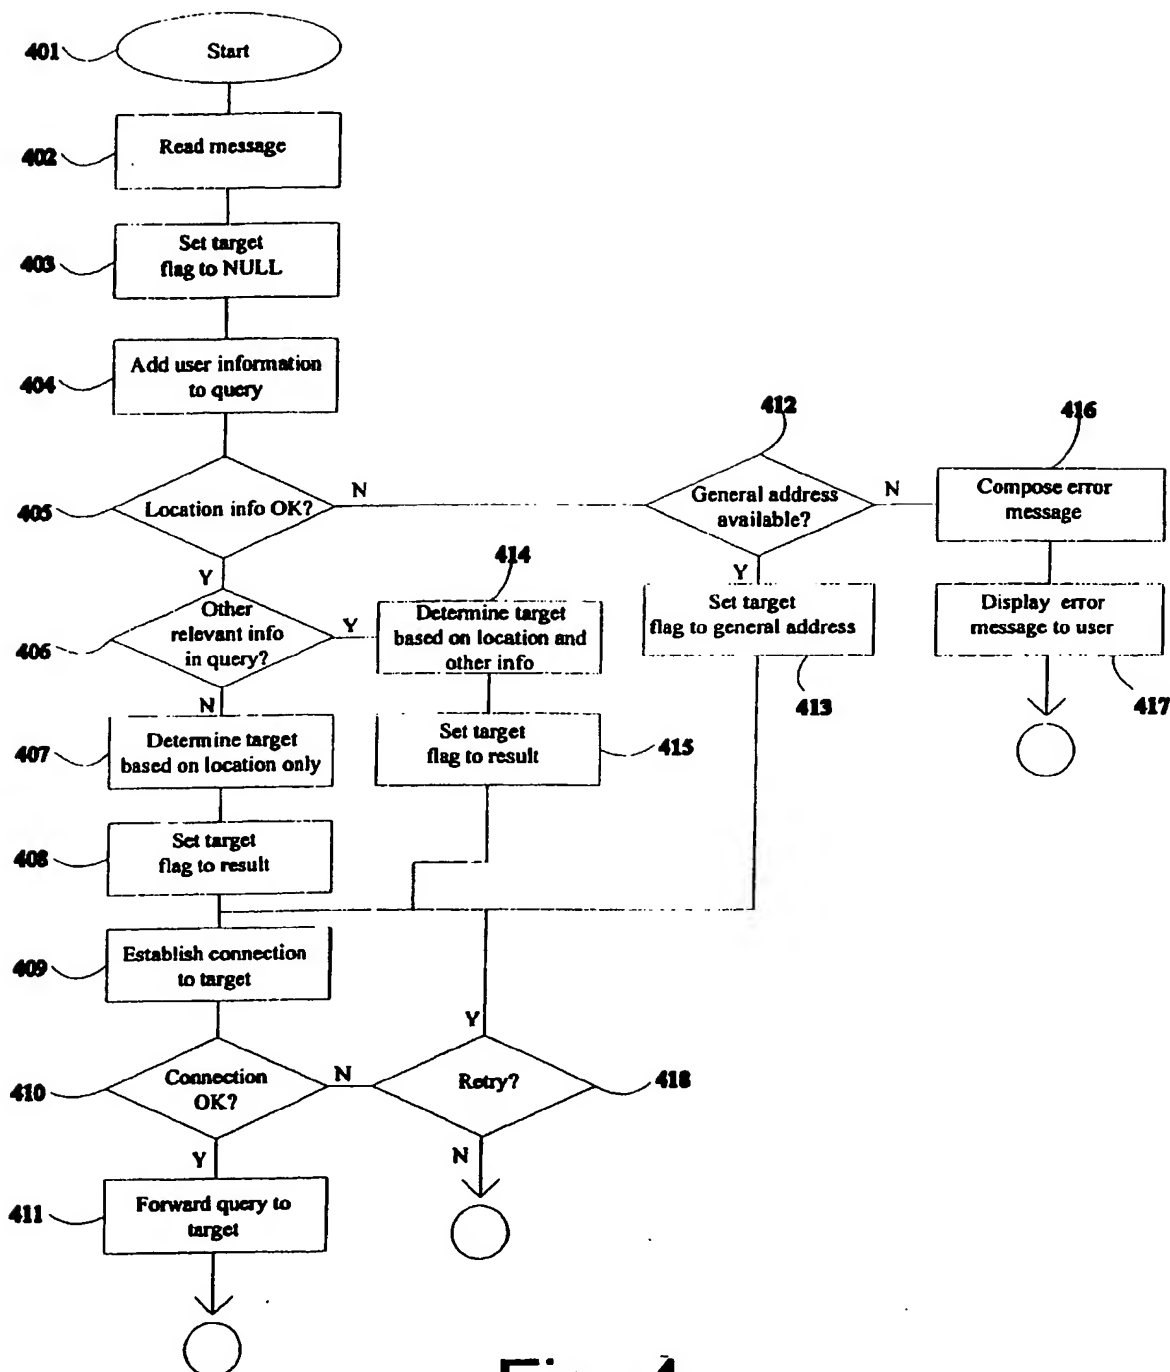 401
Start
402
Read message
403
Set target
flag to NULL
404
Add user information
to query
405
Location info OK?
N
Y
412
General address
available?
N
Y
416
Compose error
message
414
406
Other
relevant info
in query?
Y
N
Determine target
based on location and
other info
Set target
flag to general address
413
Display error
message to user
417
407
Determine target
based on location only
Set target
flag to result
415
408
Set target
flag to result
409
Establish connection
to target
410
Connection
OK?
N
Y
Y
Retry?
418
N
411
Forward query to
target
Fig. 4